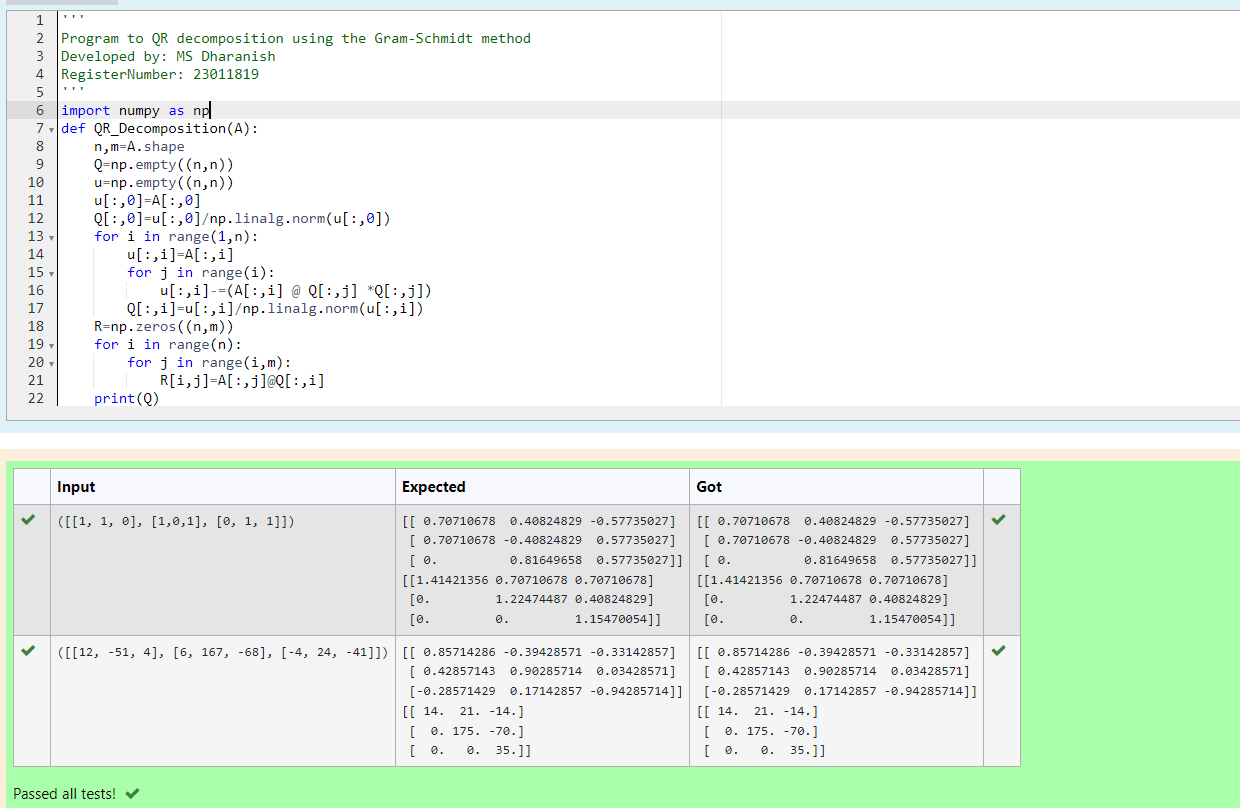 1 '''
2 Program to QR decomposition using the Gram-Schmidt method
3 Developed by: MS Dharanish
4 RegisterNumber: 23011819
5 '''
6 import numpy as np
7 def QR_Decomposition(A):
8     n,m=A.shape
9     Q=np.empty((n,n))
10     u=np.empty((n,n))
11     u[:,0]=A[:,0]
12     Q[:,0]=u[:,0]/np.linalg.norm(u[:,0])
13     for i in range(1,n):
14         u[:,i]=A[:,i]
15         for j in range(i):
16             u[:,i]-=(A[:,i] @ Q[:,j] *Q[:,j])
17         Q[:,i]=u[:,i]/np.linalg.norm(u[:,i])
18     R=np.zeros((n,m))
19     for i in range(n):
20         for j in range(i,m):
21             R[i,j]=A[:,j]@Q[:,i]
22     print(Q)
Input Expected Got
([[1, 1, 0], [1,0,1], [0, 1, 1]]) [[ 0.70710678  0.40824829 -0.57735027] [[ 0.70710678  0.40824829 -0.57735027]
[ 0.70710678 -0.40824829  0.57735027] [ 0.70710678 -0.40824829  0.57735027]
[ 0.          0.81649658  0.57735027]] [ 0.          0.81649658  0.57735027]]
[[1.41421356 0.70710678 0.70710678] [[1.41421356 0.70710678 0.70710678]
[0.         1.22474487 0.40824829] [0.         1.22474487 0.40824829]
[0.         0.         1.15470054]] [0.         0.         1.15470054]]
([[12, -51, 4], [6, 167, -68], [-4, 24, -41]]) [[ 0.85714286 -0.39428571 -0.33142857] [[ 0.85714286 -0.39428571 -0.33142857]
[ 0.42857143  0.90285714  0.03428571] [ 0.42857143  0.90285714  0.03428571]
[-0.28571429  0.17142857 -0.94285714]] [-0.28571429  0.17142857 -0.94285714]]
[[ 14.  21. -14.] [[ 14.  21. -14.]
[  0. 175. -70.] [  0. 175. -70.]
[  0.   0.  35.]] [  0.   0.  35.]]
Passed all tests! ✔